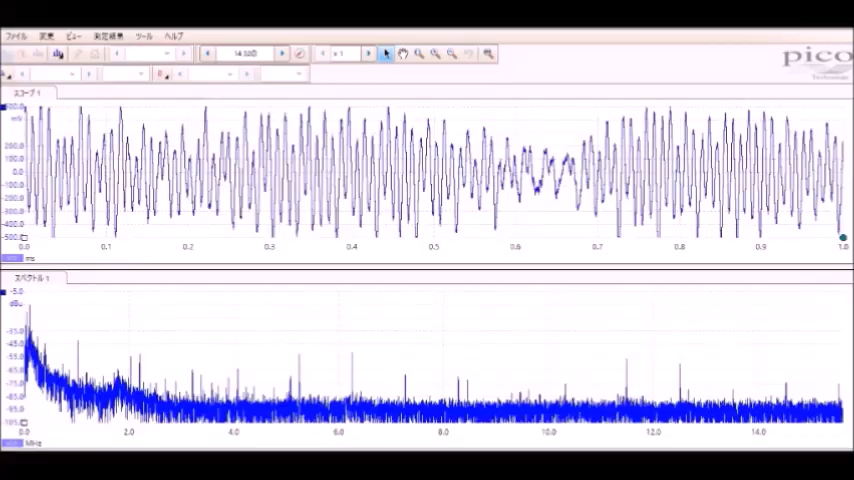 ファイル 変更 ビュー 測定結果 ツール ヘルプ
x 1
pico
Technology
スコープ 1
mV
200.0
100.0
0.0
-100.0
-200.0
-300.0
-400.0
-500.0
0.0 0.1 0.2 0.3 0.4 0.5 0.6 0.7 0.8 0.9 1.0
ms
スペクトル 1
-5.0
dBu
-45.0
-55.0
-65.0
-75.0
-85.0
-95.0
-105.0
0.0 2.0 4.0 6.0 8.0 10.0 12.0 14.0
MHz